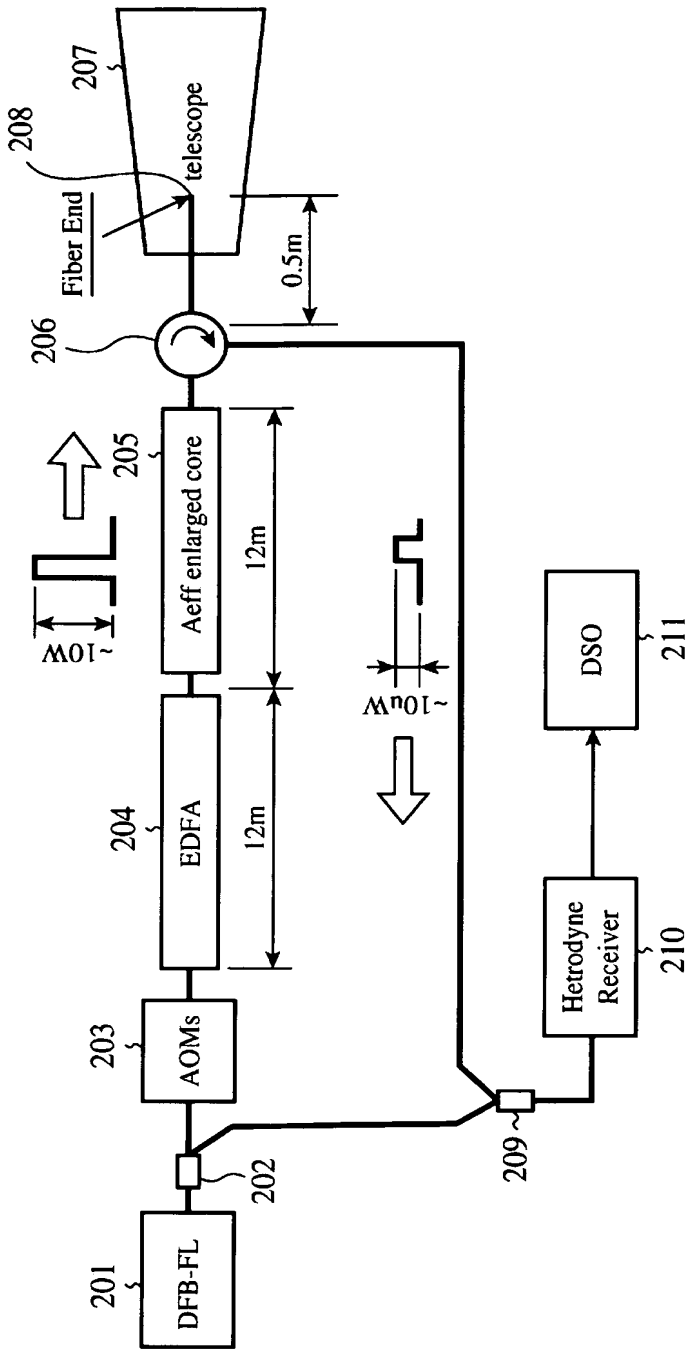 201
DFB-FL
202
203
AOMs
204
EDFA
12m
~10W
205
Aeff enlarged core
12m
206
Fiber End
208
207
telescope
0.5m
~10uW
209
Hetrodyne
Receiver
210
DSO
211